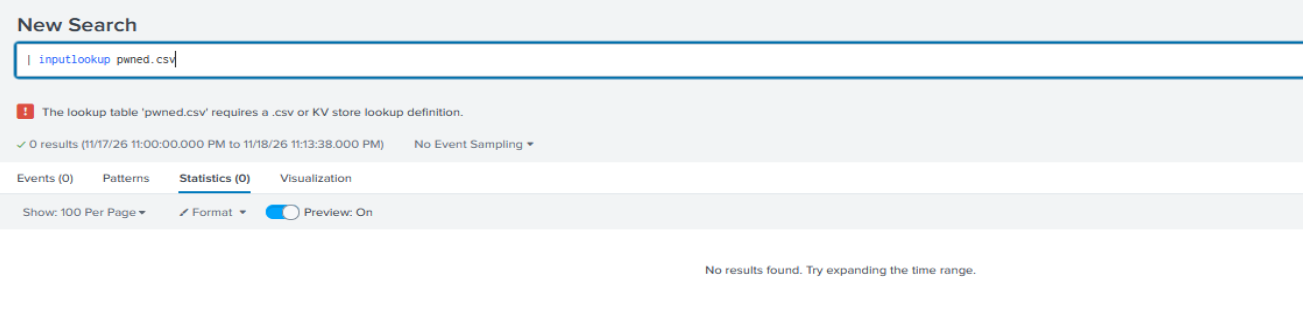 New Search
| inputlookup pwned.csv
! The lookup table 'pwned.csv' requires a .csv or KV store lookup definition.
✓ 0 results (11/17/26 11:00:00.000 PM to 11/18/26 11:13:38.000 PM) No Event Sampling ▾
Events (0) Patterns Statistics (0) Visualization
Show: 100 Per Page ▾ Format ▾ Preview: On
No results found. Try expanding the time range.